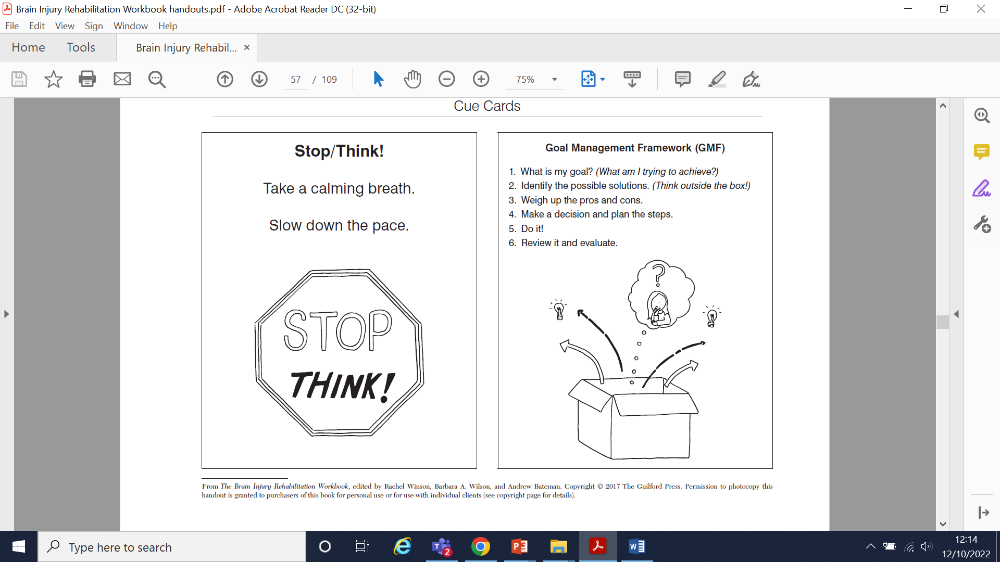 Brain Injury Rehabilitation Workbook handouts.pdf - Adobe Acrobat Reader DC (32-bit)
File Edit View Sign Window Help
Home Tools Brain Injury Rehabil...
57 / 109 75%
Cue Cards
Stop/Think!
Take a calming breath.
Slow down the pace.
STOP
THINK!
Goal Management Framework (GMF)
1. What is my goal? (What am I trying to achieve?)
2. Identify the possible solutions. (Think outside the box!)
3. Weigh up the pros and cons.
4. Make a decision and plan the steps.
5. Do it!
6. Review it and evaluate.
?
From The Brain Injury Rehabilitation Workbook, edited by Rachel Winson, Barbara A. Wilson, and Andrew Bateman. Copyright © 2017 The Guilford Press. Permission to photocopy this
handout is granted to purchasers of this book for personal use or for use with individual clients (see copyright page for details).
Type here to search
2
12:14
12/10/2022